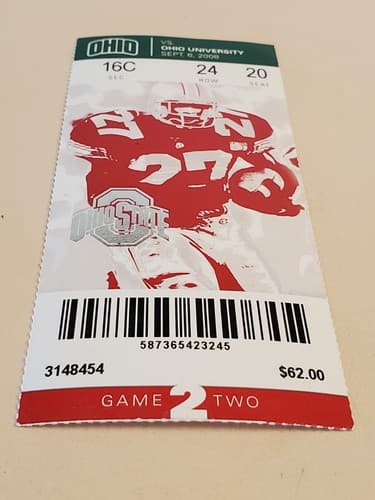 OHIO
VS.
OHIO UNIVERSITY
SEPT. 6, 2008
16C 24 20
SEC. ROW SEAT
27 27
OHIO STATE
587365423245
3148454 $62.00
GAME 2 TWO